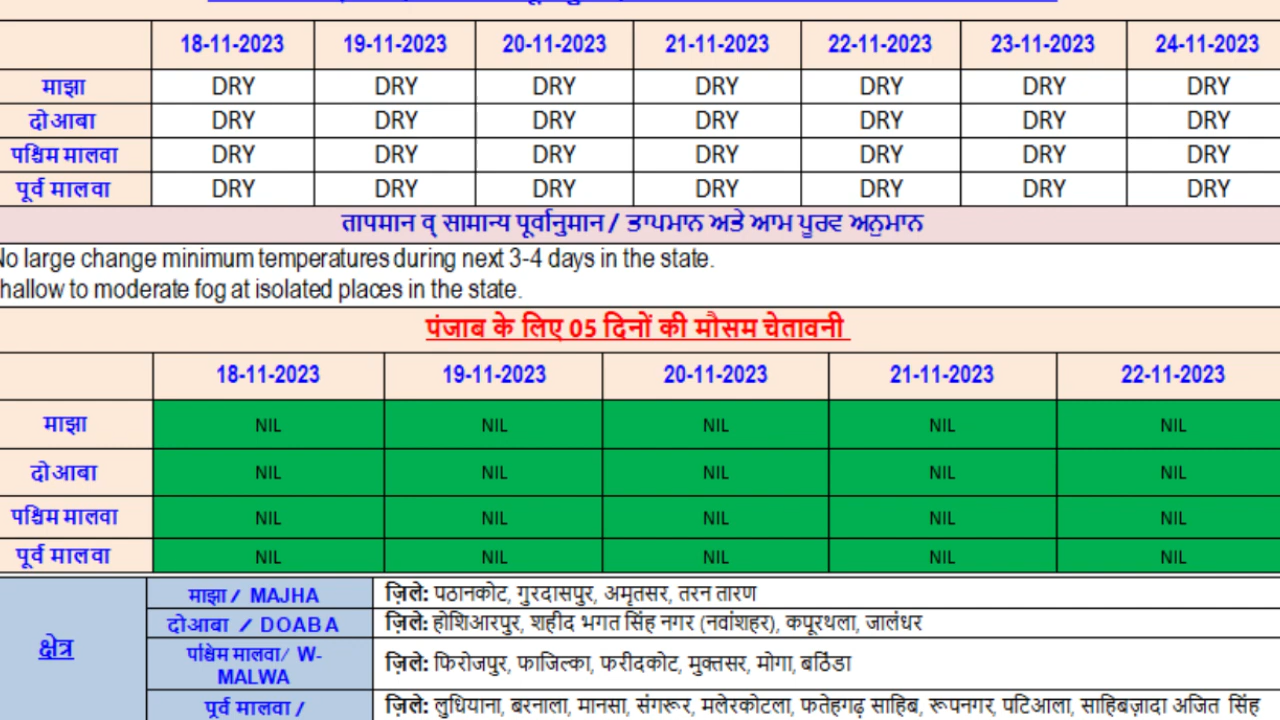 18-11-2023 19-11-2023 20-11-2023 21-11-2023 22-11-2023 23-11-2023 24-11-2023
माझा DRY DRY DRY DRY DRY DRY DRY
दोआबा DRY DRY DRY DRY DRY DRY DRY
पश्चिम मालवा DRY DRY DRY DRY DRY DRY DRY
पूर्व मालवा DRY DRY DRY DRY DRY DRY DRY
तापमान व् सामान्य पूर्वानुमान / ਤਾਪਮਾਨ ਅਤੇ ਆਮ ਪੂਰਵ ਅਨੁਮਾਨ
No large change minimum temperatures during next 3-4 days in the state.
hallow to moderate fog at isolated places in the state.
पंजाब के लिए 05 दिनों की मौसम चेतावनी
18-11-2023 19-11-2023 20-11-2023 21-11-2023 22-11-2023
माझा NIL NIL NIL NIL NIL
दोआबा NIL NIL NIL NIL NIL
पश्चिम मालवा NIL NIL NIL NIL NIL
पूर्व मालवा NIL NIL NIL NIL NIL
क्षेत्र
माझा / MAJHA ज़िले: पठानकोट, गुरदासपुर, अमृतसर, तरन तारण
दोआबा / DOABA ज़िले: होशिआरपुर, शहीद भगत सिंह नगर (नवांशहर), कपूरथला, जालंधर
पश्चिम मालवा/ W-
MALWA ज़िले: फिरोजपुर, फाजिल्का, फरीदकोट, मुक्तसर, मोगा, बठिंडा
पूर्व मालवा / ज़िले: लुधियाना, बरनाला, मानसा, संगरूर, मलेरकोटला, फतेहगढ़ साहिब, रूपनगर, पटिआला, साहिबज़ादा अजित सिंह